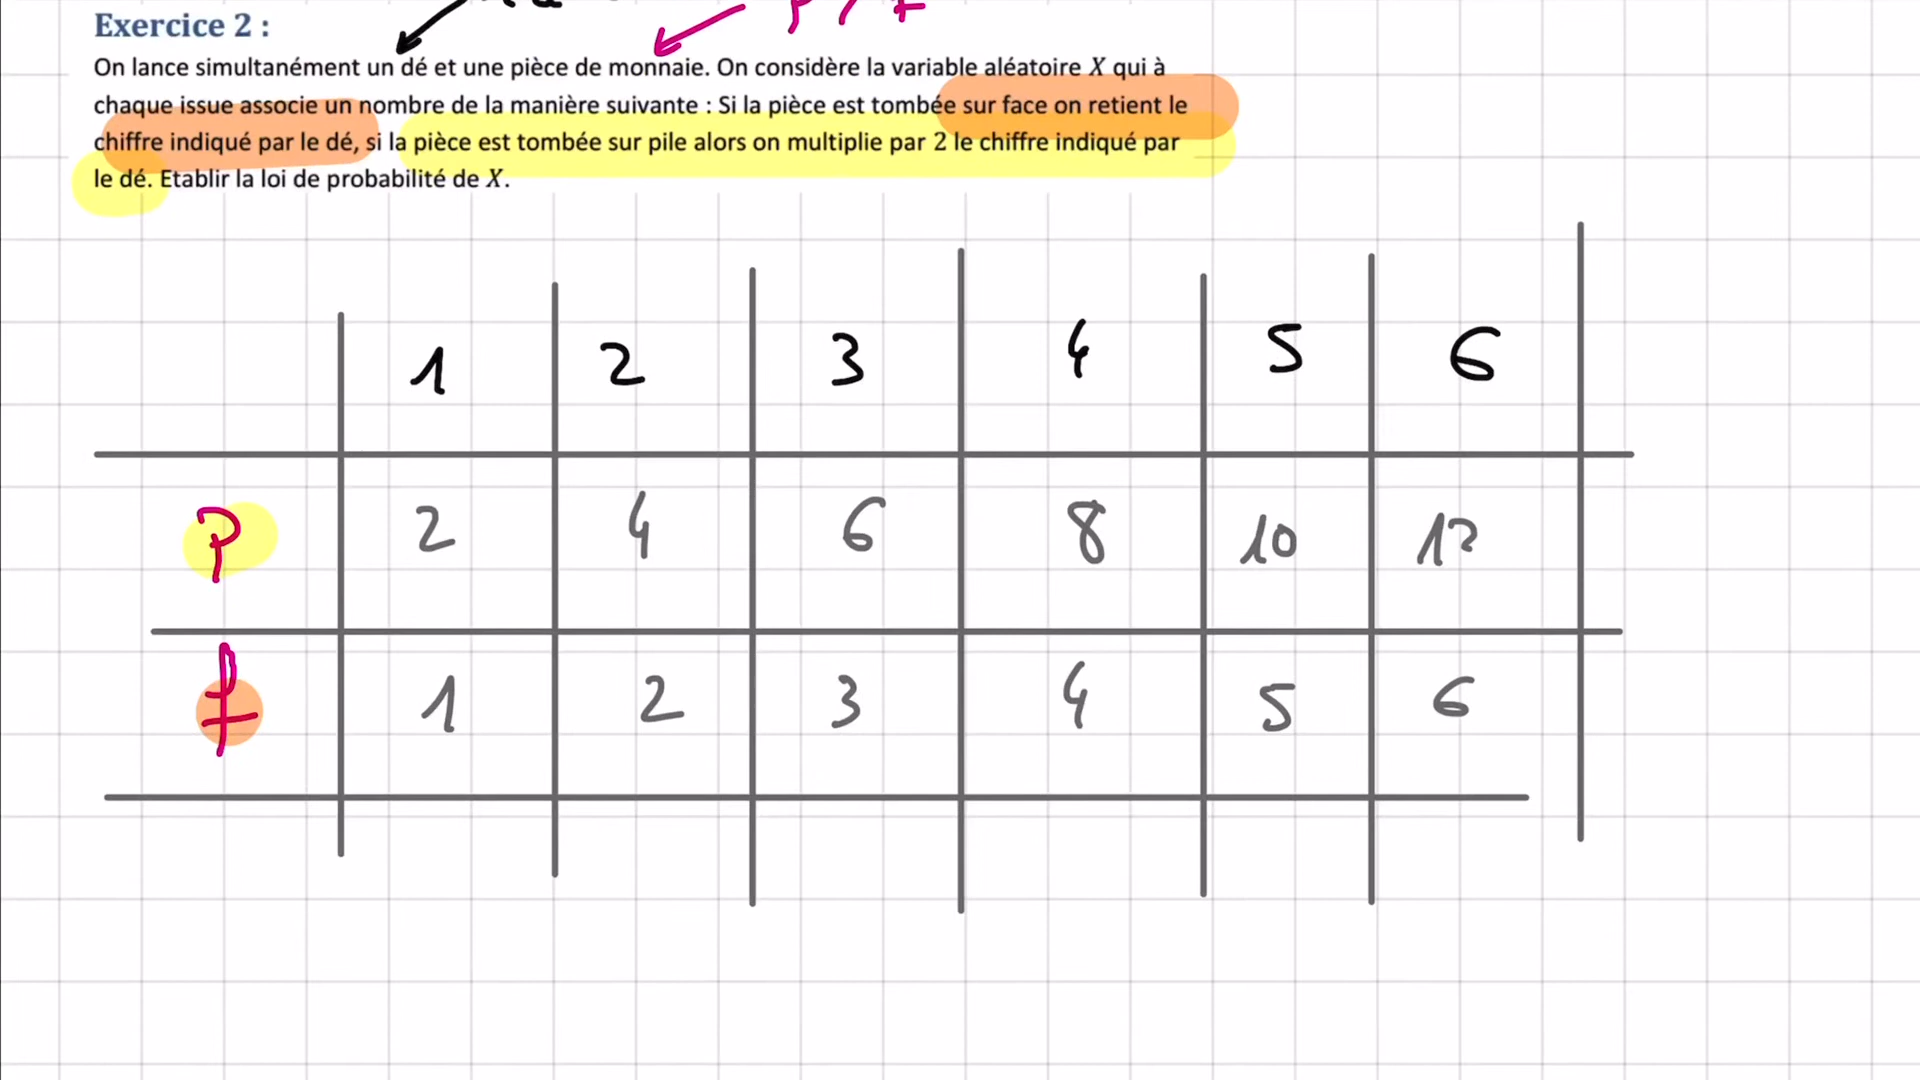 Exercice 2 :
On lance simultanément un dé et une pièce de monnaie. On considère la variable aléatoire X qui à
chaque issue associe un nombre de la manière suivante : Si la pièce est tombée sur face on retient le
chiffre indiqué par le dé, si la pièce est tombée sur pile alors on multiplie par 2 le chiffre indiqué par
le dé. Etablir la loi de probabilité de X.
1 2 3 4 5 6
P 2 4 6 8 10 12
f 1 2 3 4 5 6